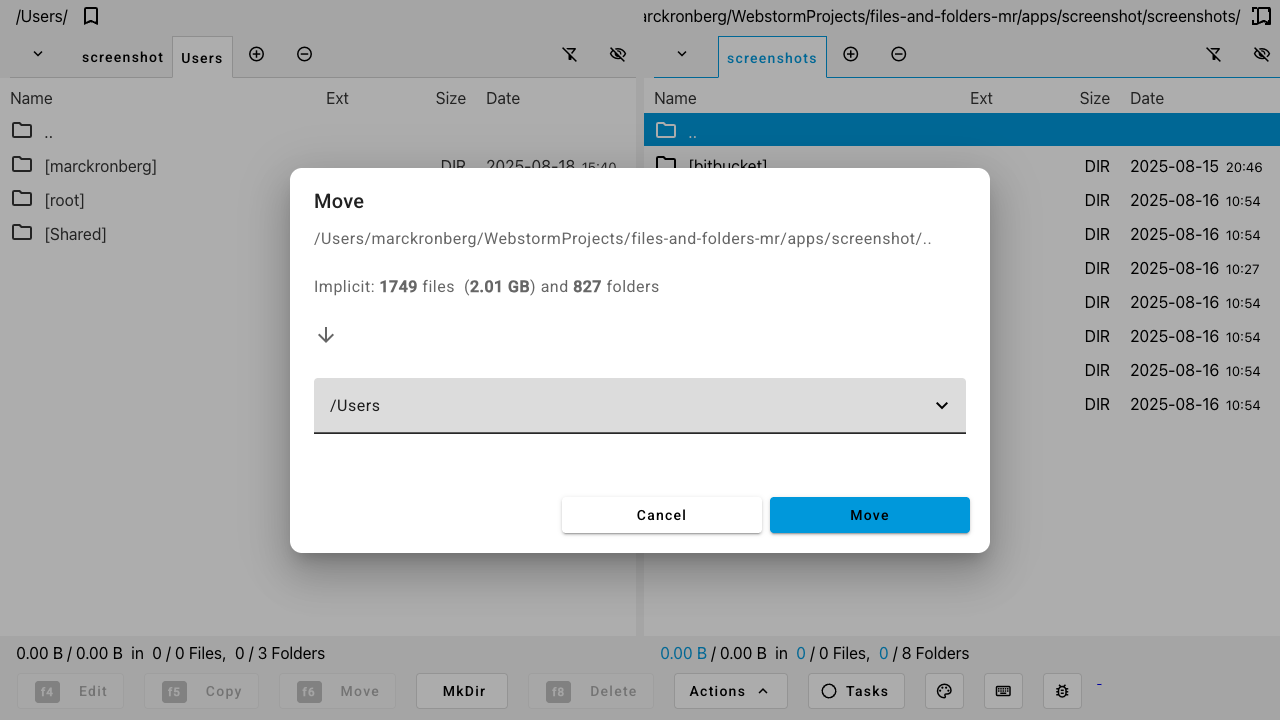 /Users/
rckronberg/WebstormProjects/files-and-folders-mr/apps/screenshot/screenshots/
screenshot Users
screenshots
Name Ext Size Date
Name Ext Size Date
..
..
[marckronberg] DIR 2025-08-18 15:40
[bitbucket] DIR 2025-08-15 20:46
[root]
DIR 2025-08-16 10:54
[Shared]
DIR 2025-08-16 10:54
DIR 2025-08-16 10:27
DIR 2025-08-16 10:54
DIR 2025-08-16 10:54
DIR 2025-08-16 10:54
DIR 2025-08-16 10:54
Move
/Users/marckronberg/WebstormProjects/files-and-folders-mr/apps/screenshot/..
Implicit: 1749 files (2.01 GB) and 827 folders
/Users
Cancel Move
0.00 B / 0.00 B in 0 / 0 Files, 0 / 3 Folders
0.00 B / 0.00 B in 0 / 0 Files, 0 / 8 Folders
f4 Edit f5 Copy f6 Move MkDir f8 Delete Actions Tasks